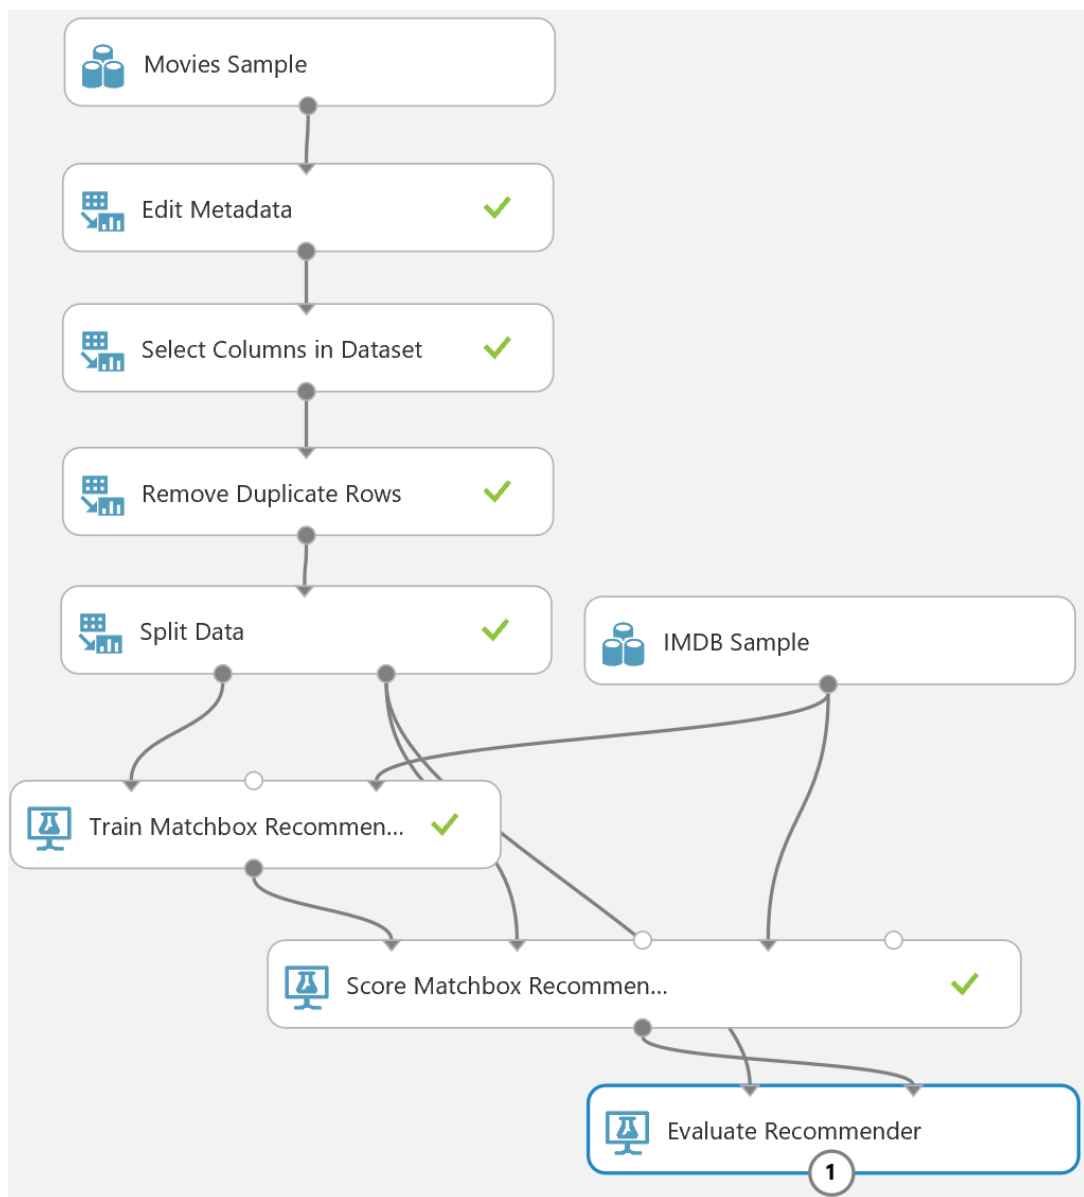 Movies Sample
Edit Metadata
Select Columns in Dataset
Remove Duplicate Rows
Split Data
IMDB Sample
Train Matchbox Recommen...
Score Matchbox Recommen...
Evaluate Recommender
1